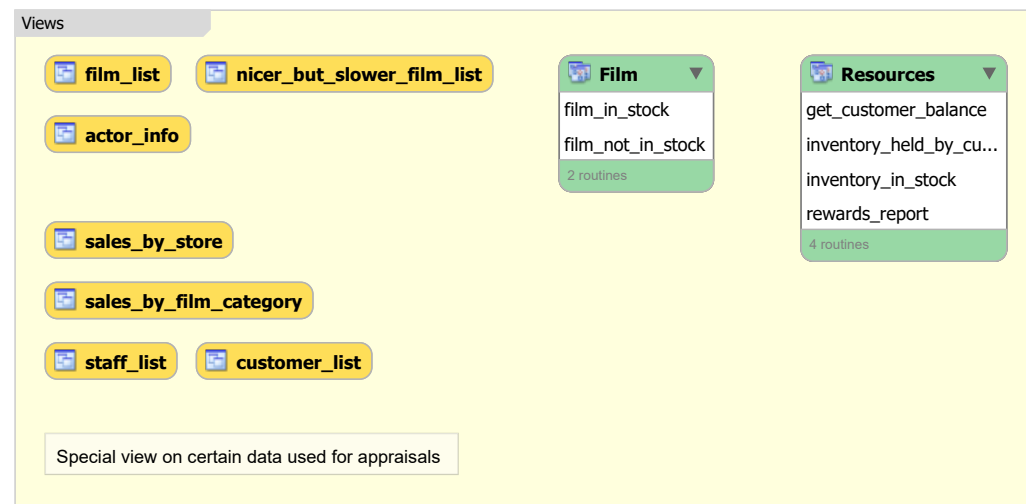 Views
film_list
nicer_but_slower_film_list
actor_info
sales_by_store
sales_by_film_category
staff_list
customer_list
Special view on certain data used for appraisals
Film
film_in_stock
film_not_in_stock
2 routines
Resources
get_customer_balance
inventory_held_by_cu...
inventory_in_stock
rewards_report
4 routines